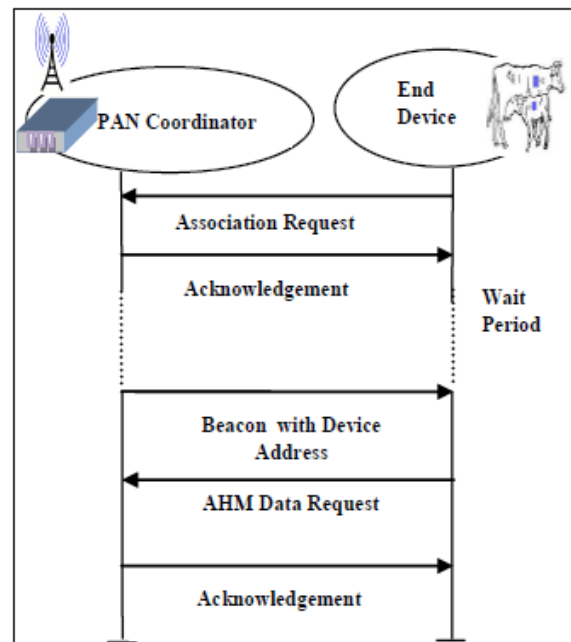 PAN Coordinator
End
Device
Association Request
Acknowledgement
Wait
Period
Beacon with Device
Address
AHM Data Request
Acknowledgement